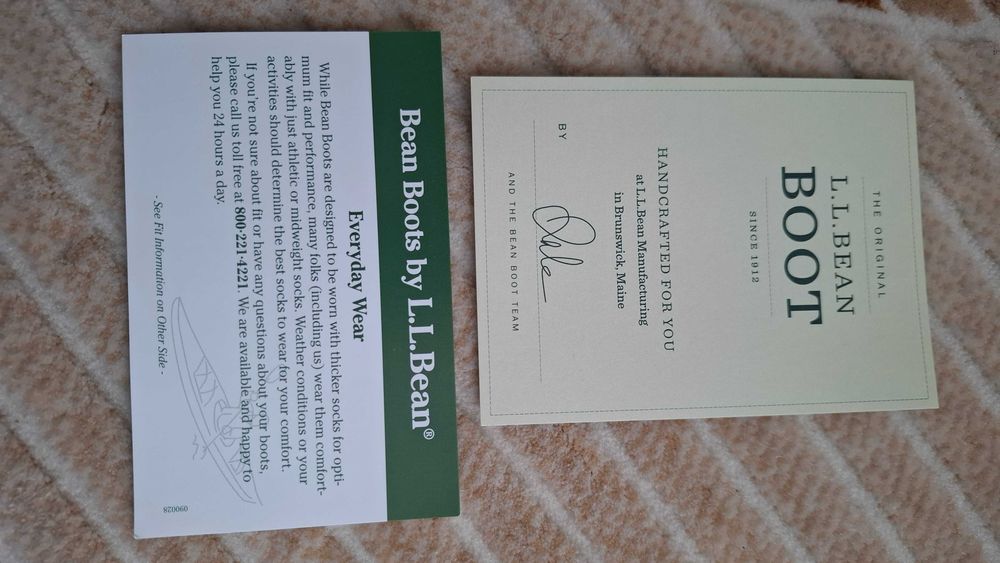 THE ORIGINAL
L.L.BEAN
BOOT
SINCE 1912
HANDCRAFTED FOR YOU
at L.L.Bean Manufacturing
in Brunswick, Maine
BY
Dale
AND THE BEAN BOOT TEAM
Bean Boots by L.L.Bean®
Everyday Wear
While Bean Boots are designed to be worn with thicker socks for opti-
mum fit and performance, many folks (including us) wear them comfort-
ably with just athletic or midweight socks. Weather conditions or your
activities should determine the best socks to wear for your comfort.
If you're not sure about fit or have any questions about your boots,
please call us toll free at 800·221·4221. We are available and happy to
help you 24 hours a day.
- See Fit Information on Other Side -
090028